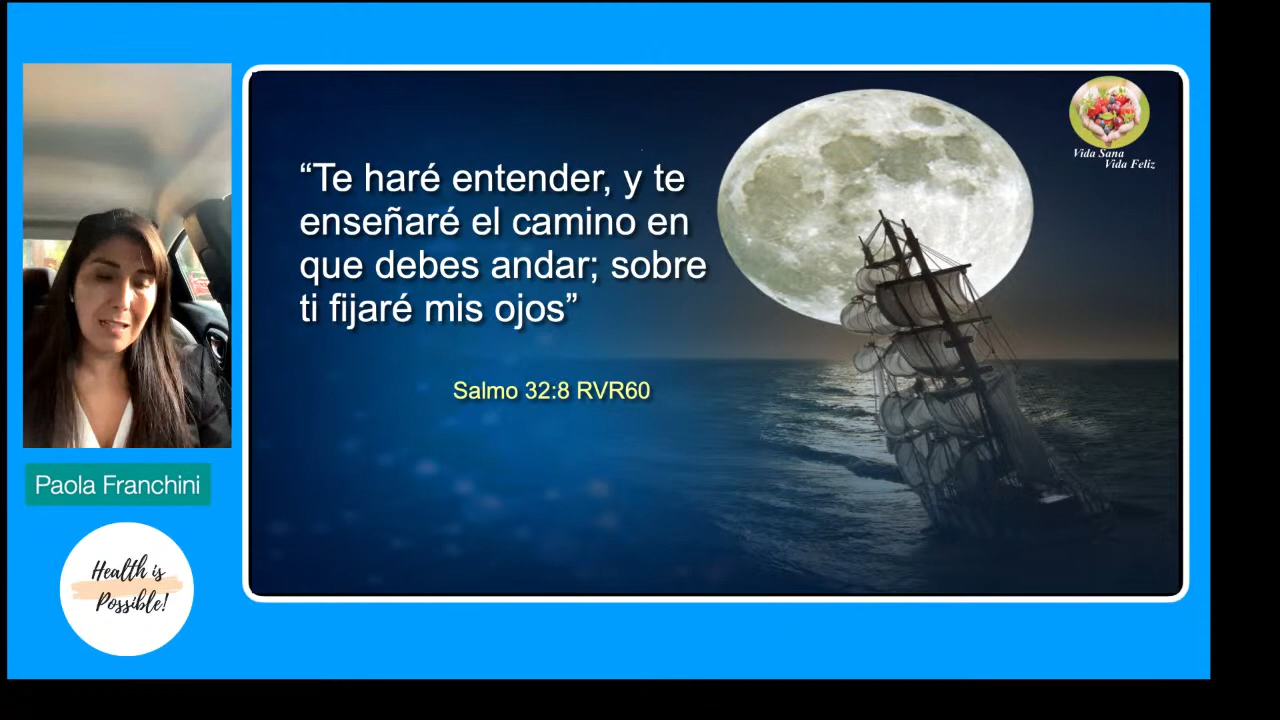 Vida Sana
Vida Feliz
“Te haré entender, y te
enseñaré el camino en
que debes andar; sobre
ti fijaré mis ojos”
Salmo 32:8 RVR60
Paola Franchini
Health is
Possible!